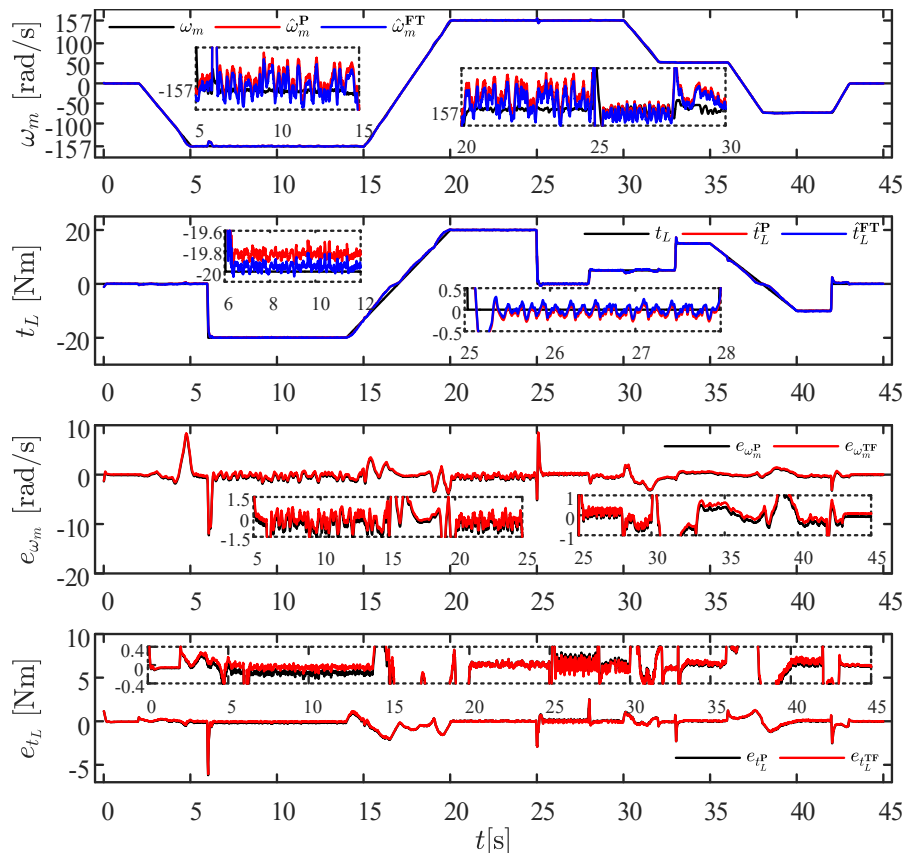 ω_m ω̂_m^P ω̂_m^FT
157
100
50
0
-50
-100
-157
ω_m [rad/s]
-157
5 10 15
157
20 25 30
0 5 10 15 20 25 30 35 40 45
20
0
-20
t_L [Nm]
-19.6
-19.8
-20
6 8 10 12
t_L t̂_L^P t̂_L^FT
0.5
0
-0.5
25 26 27 28
0 5 10 15 20 25 30 35 40 45
10
0
-10
-20
e_ω_m [rad/s]
e_ω_m^P e_ω_m^TF
1.5
0
-1.5
5 10 15 20 25
1
0
-1
25 30 35 40 45
0 5 10 15 20 25 30 35 40 45
10
5
0
-5
e_t_L [Nm]
0.4
0
-0.4
0 5 10 15 20 25 30 35 40 45
e_t_L^P e_t_L^TF
0 5 10 15 20 25 30 35 40 45
t[s]